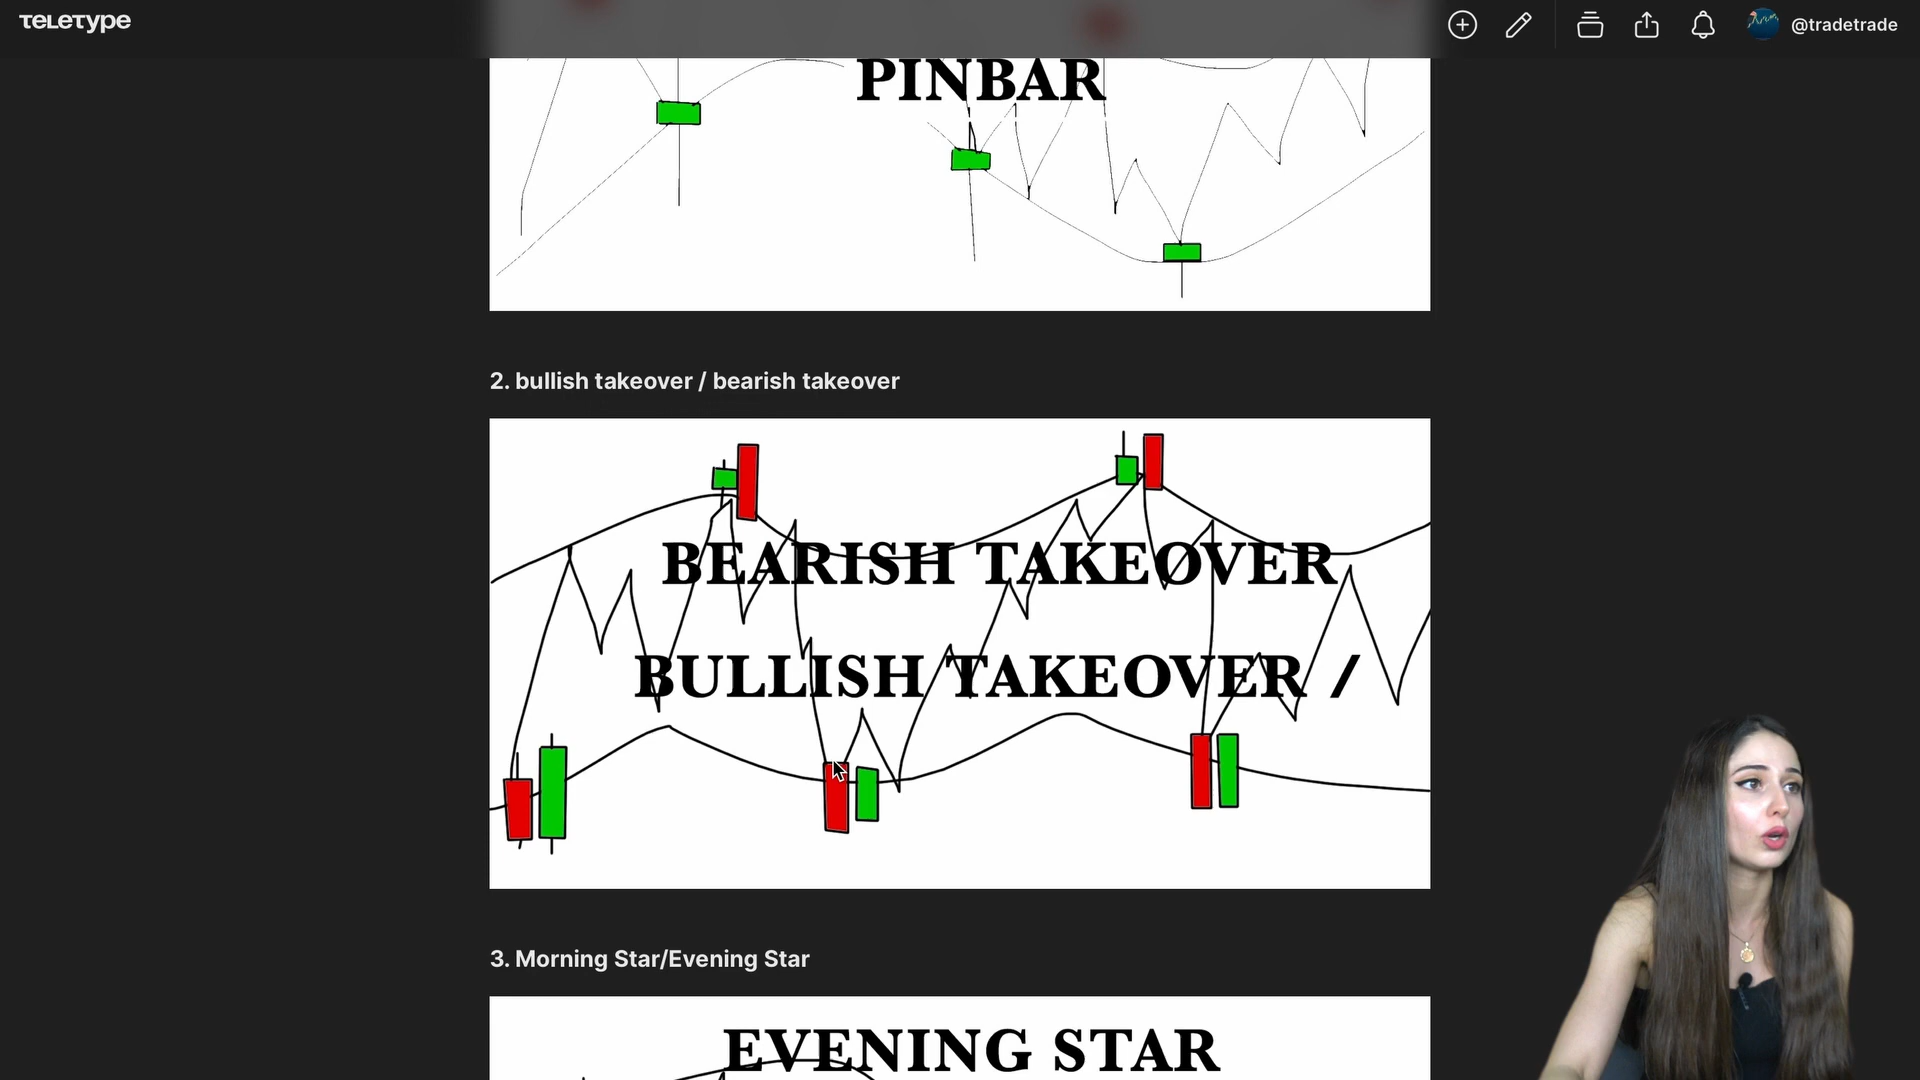 TELETYPE
@tradetrade
PINBAR
2. bullish takeover / bearish takeover
BEARISH TAKEOVER
BULLISH TAKEOVER /
3. Morning Star/Evening Star
EVENING STAR